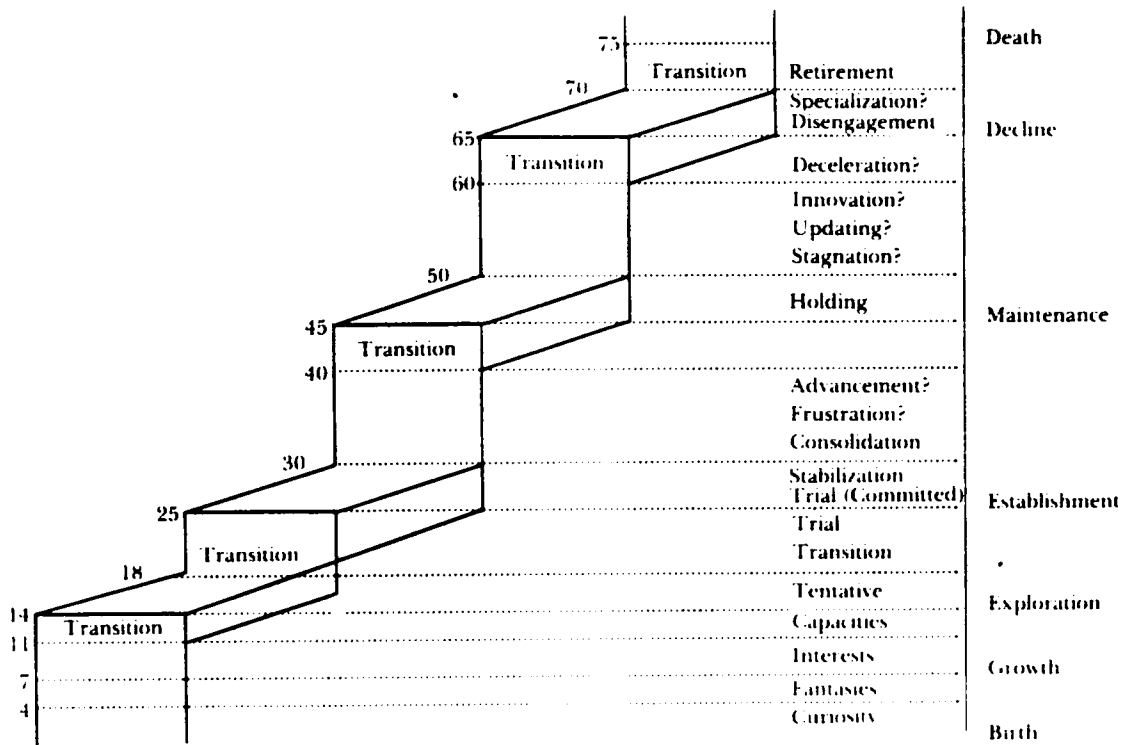 75 Death
Transition Retirement
70
Specialization?
65 Disengagement Decline
Transition Deceleration?
60
Innovation?
Updating?
Stagnation?
50
Holding
45 Maintenance
Transition
40
Advancement?
Frustration?
Consolidation
30
Stabilization
Trial (Committed) Establishment
25
Trial
Transition Transition
18
Tentative
14 Exploration
Transition Capacities
11
Interests
7 Growth
Fantasies
4
Curiosity
Birth